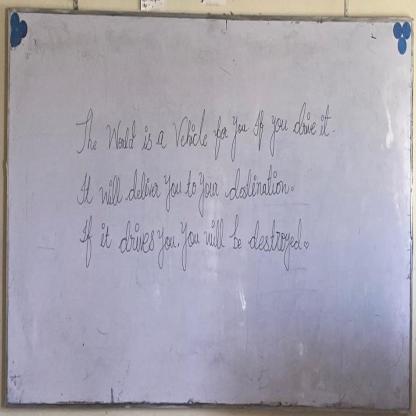 The World is a Vehicle for you If you drive it.
It will deliver you to your destination.
If it drives you, you will be destroyed.